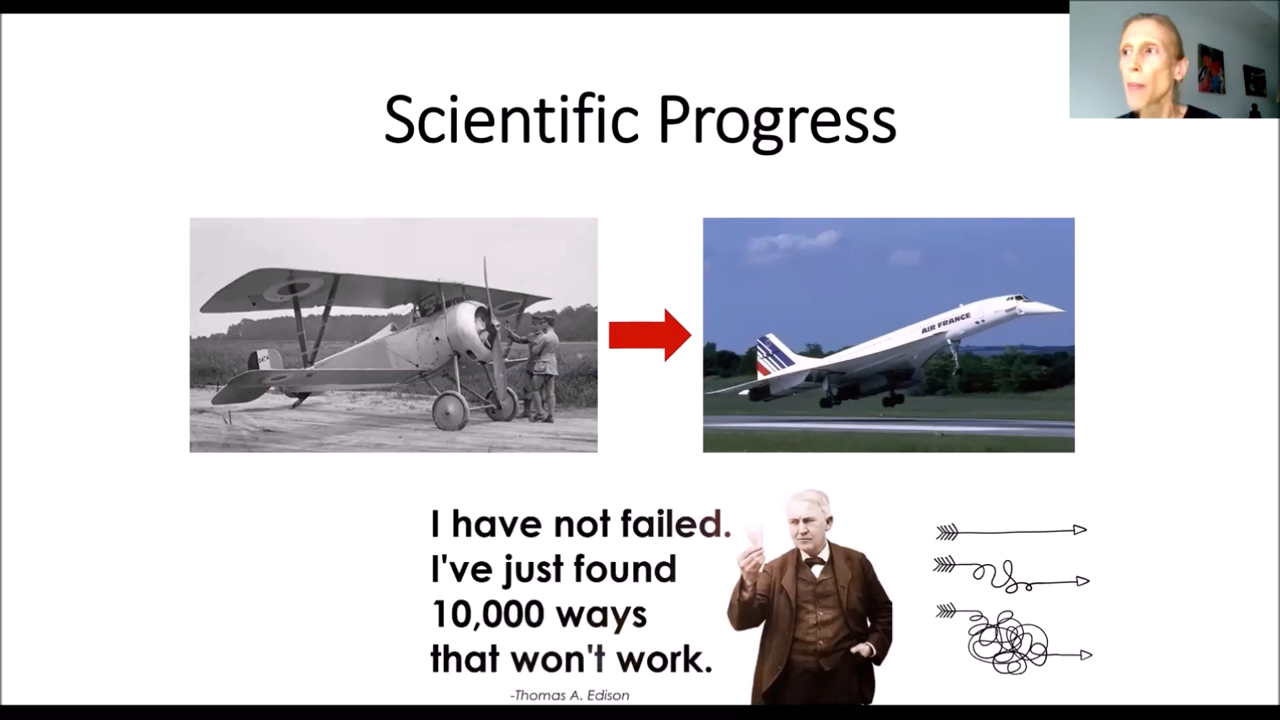 Scientific Progress
AIR FRANCE
I have not failed.
I've just found
10,000 ways
that won't work.
-Thomas A. Edison